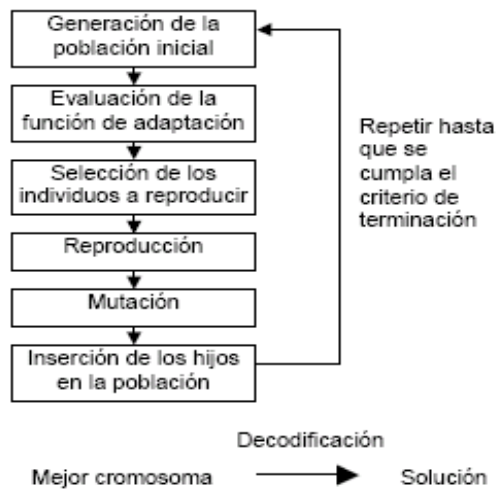 Generación de la
población inicial
Evaluación de la
función de adaptación
Selección de los
individuos a reproducir
Reproducción
Mutación
Inserción de los hijos
en la población
Repetir hasta
que se
cumpla el
criterio de
terminación
Decodificación
Mejor cromosoma
Solución